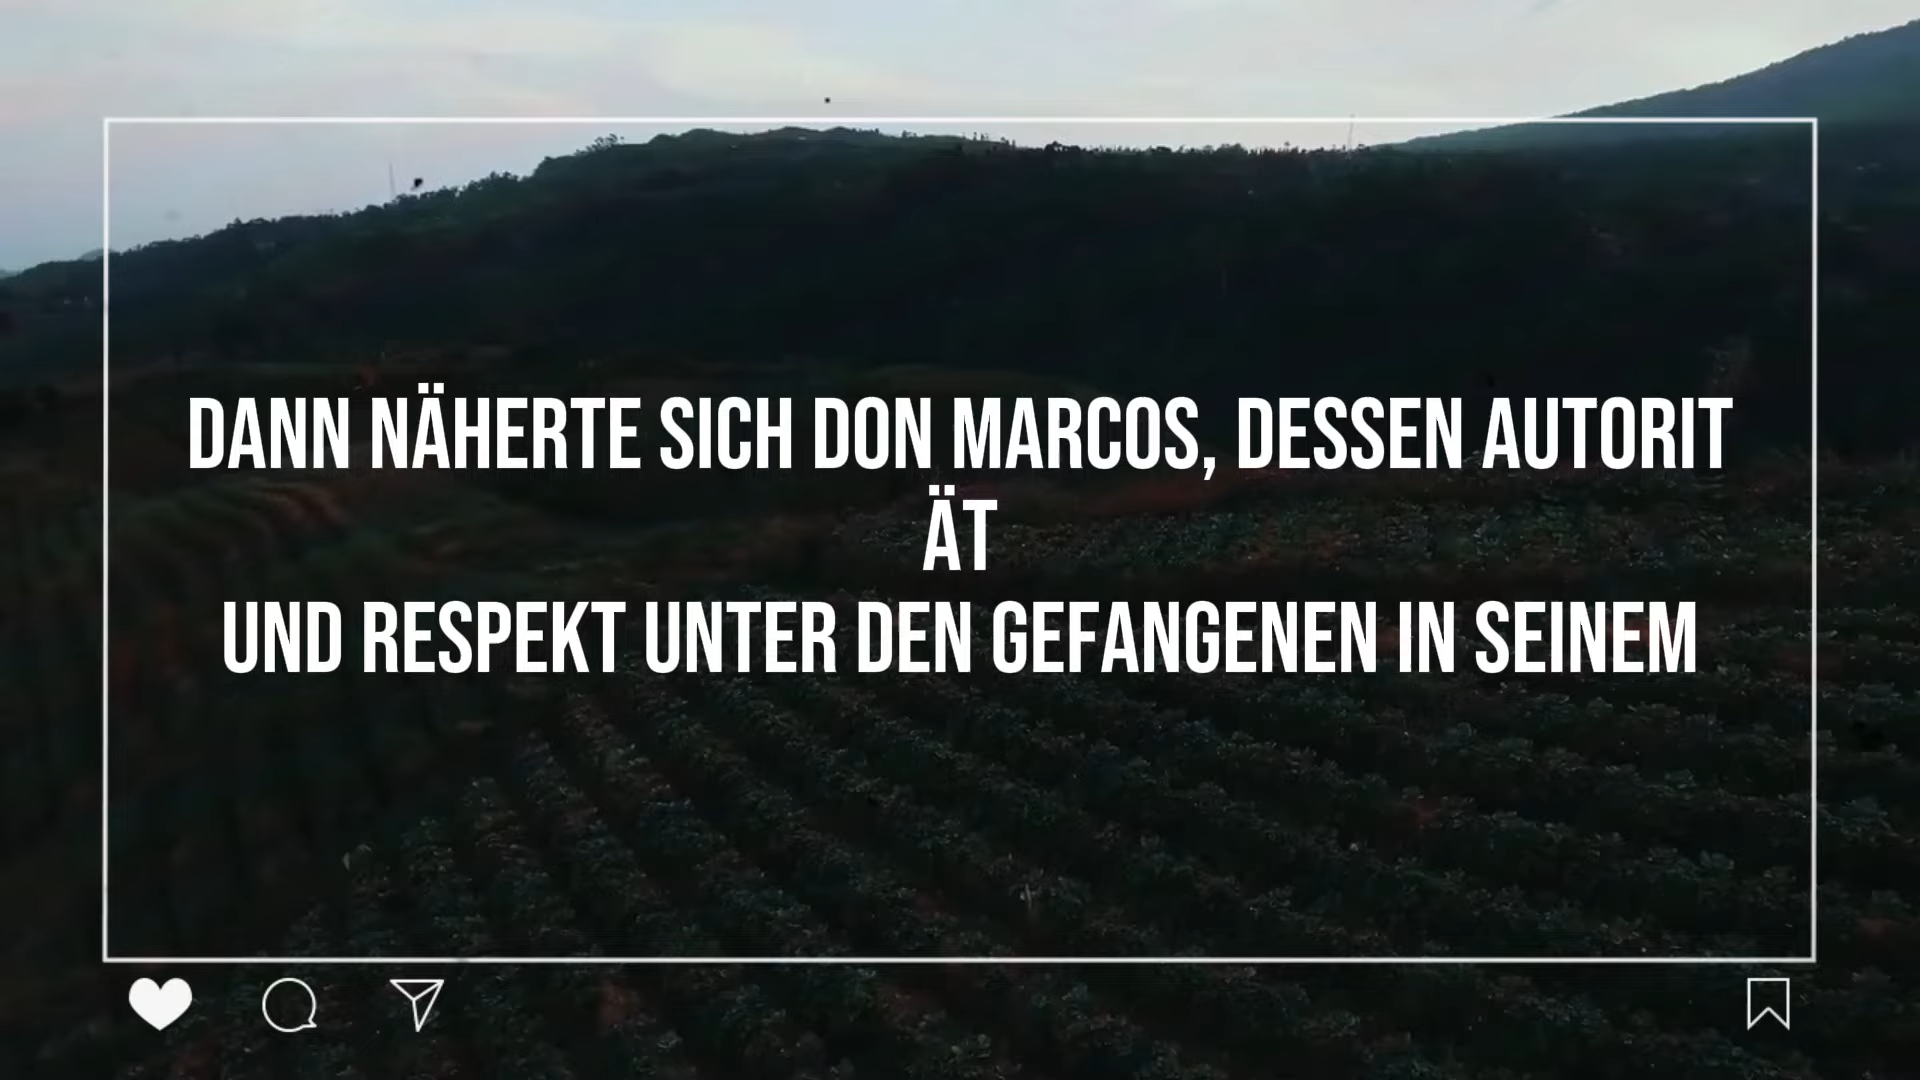 DANN NÄHERTE SICH DON MARCOS, DESSEN AUTORIT
ÄT
UND RESPEKT UNTER DEN GEFANGENEN IN SEINEM